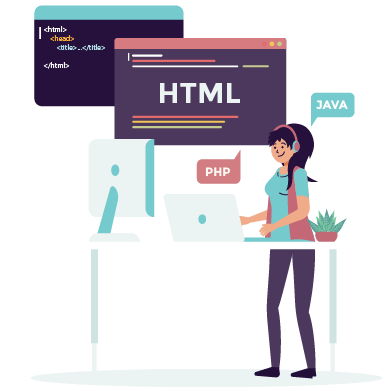 <html>
<head>
<title>...</title>
</html>
HTML
JAVA
PHP